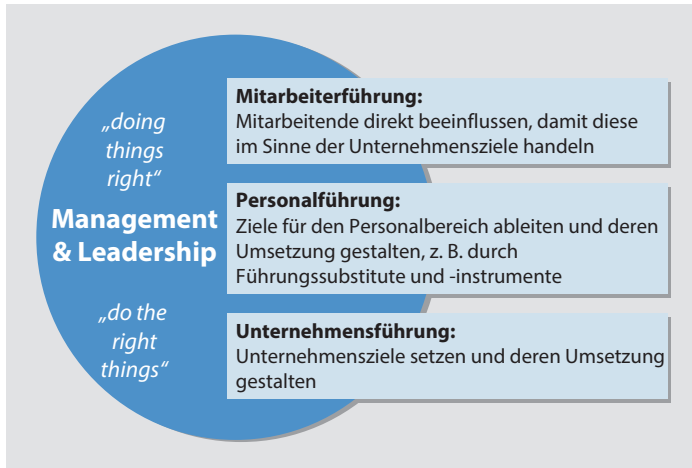 „doing
things
right“
Management
& Leadership
„do the
right
things“
Mitarbeiterführung:
Mitarbeitende direkt beeinflussen, damit diese
im Sinne der Unternehmensziele handeln
Personalführung:
Ziele für den Personalbereich ableiten und deren
Umsetzung gestalten, z. B. durch
Führungssubstitute und -instrumente
Unternehmensführung:
Unternehmensziele setzen und deren Umsetzung
gestalten